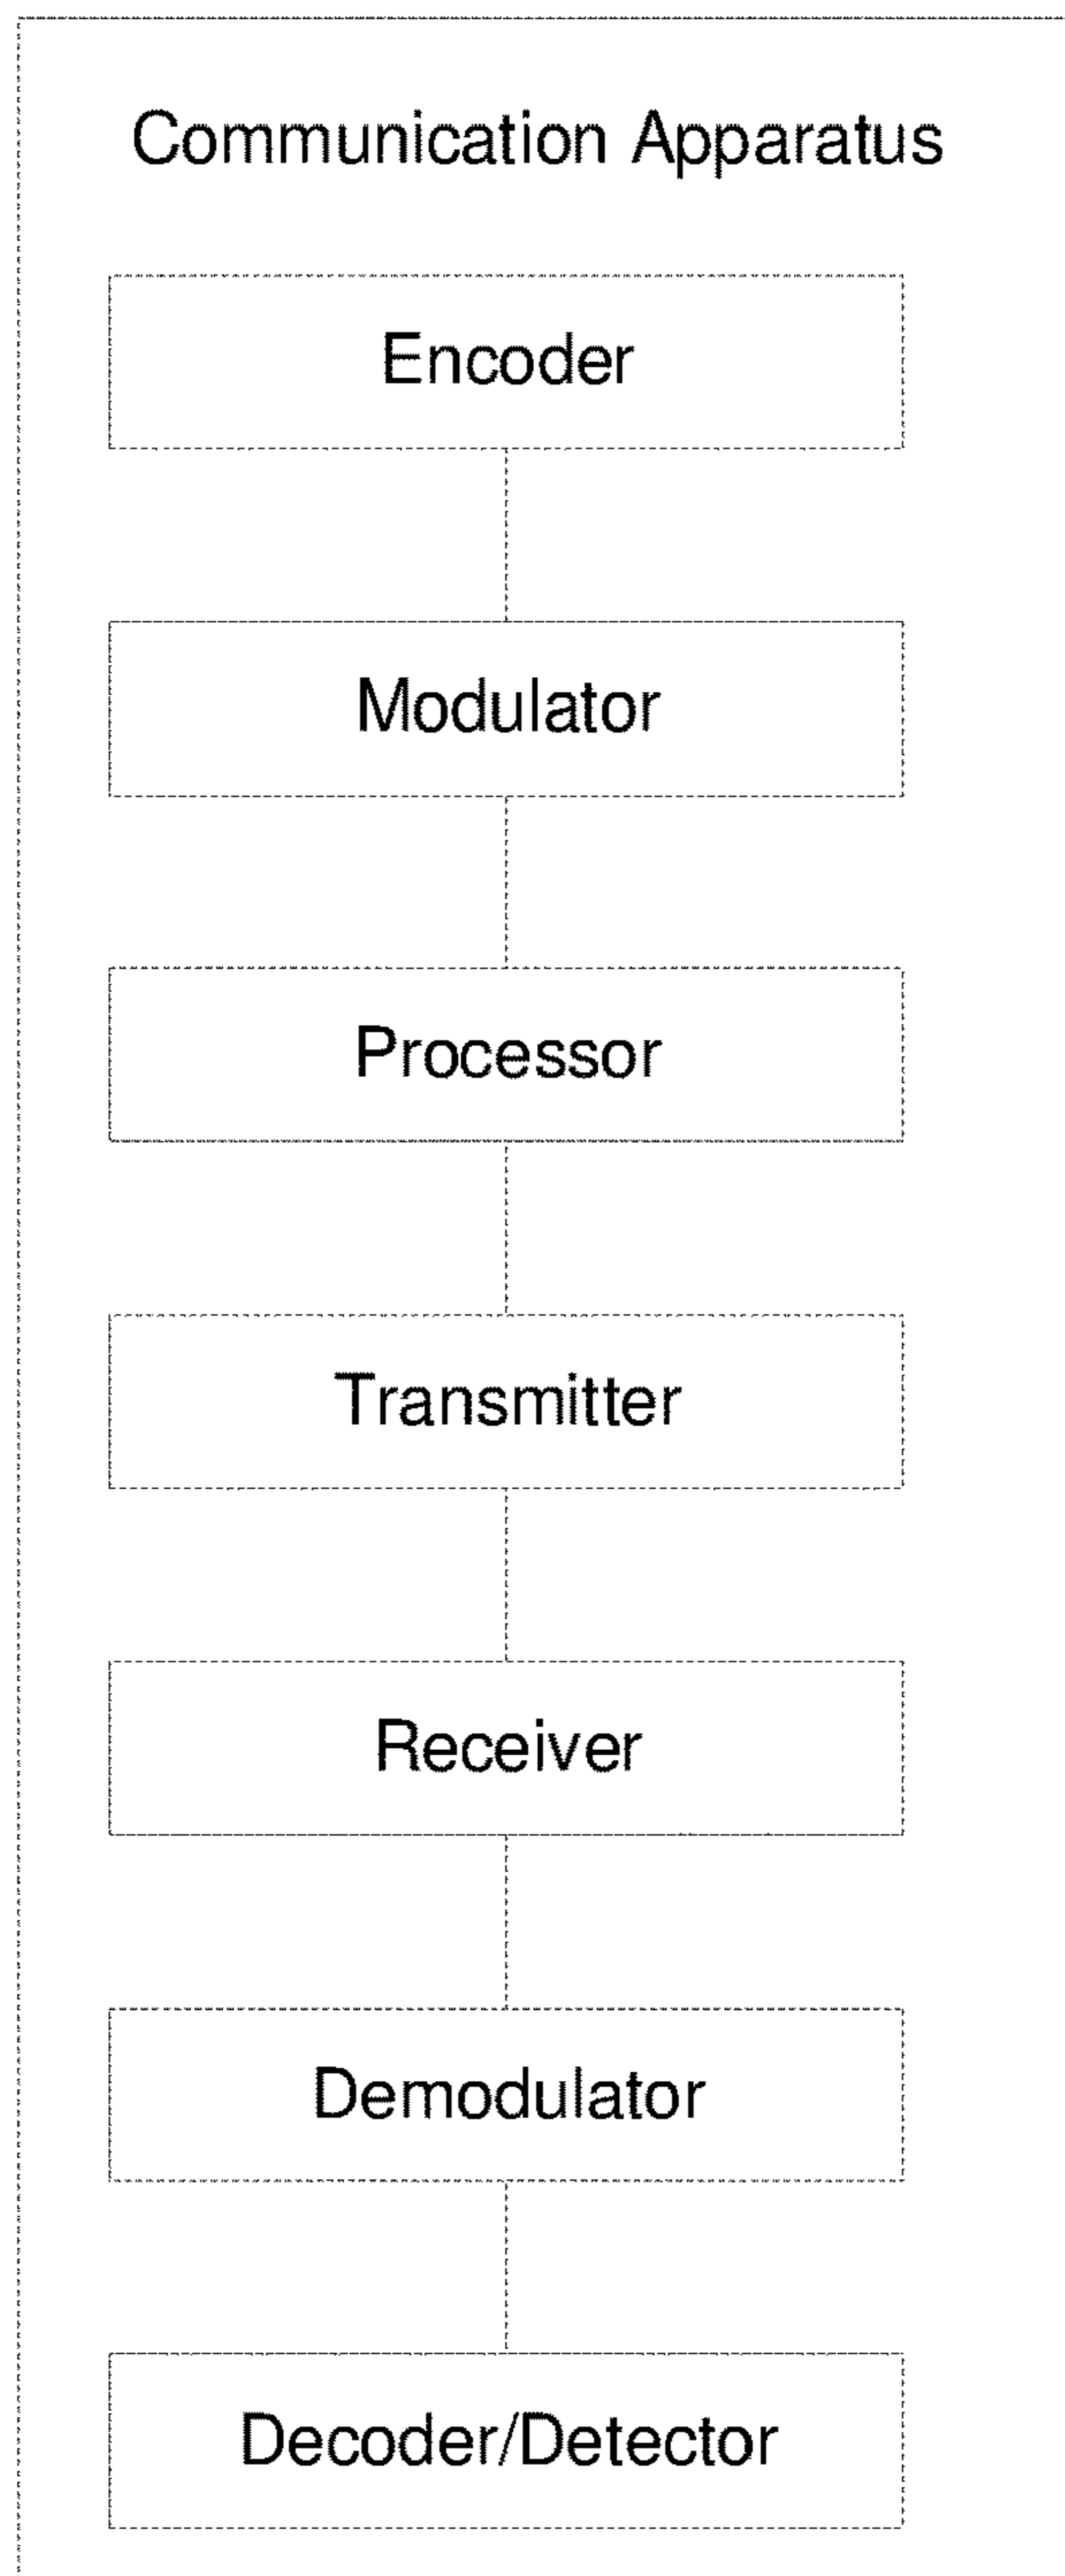 Communication Apparatus
Encoder
Modulator
Processor
Transmitter
Receiver
Demodulator
Decoder/Detector